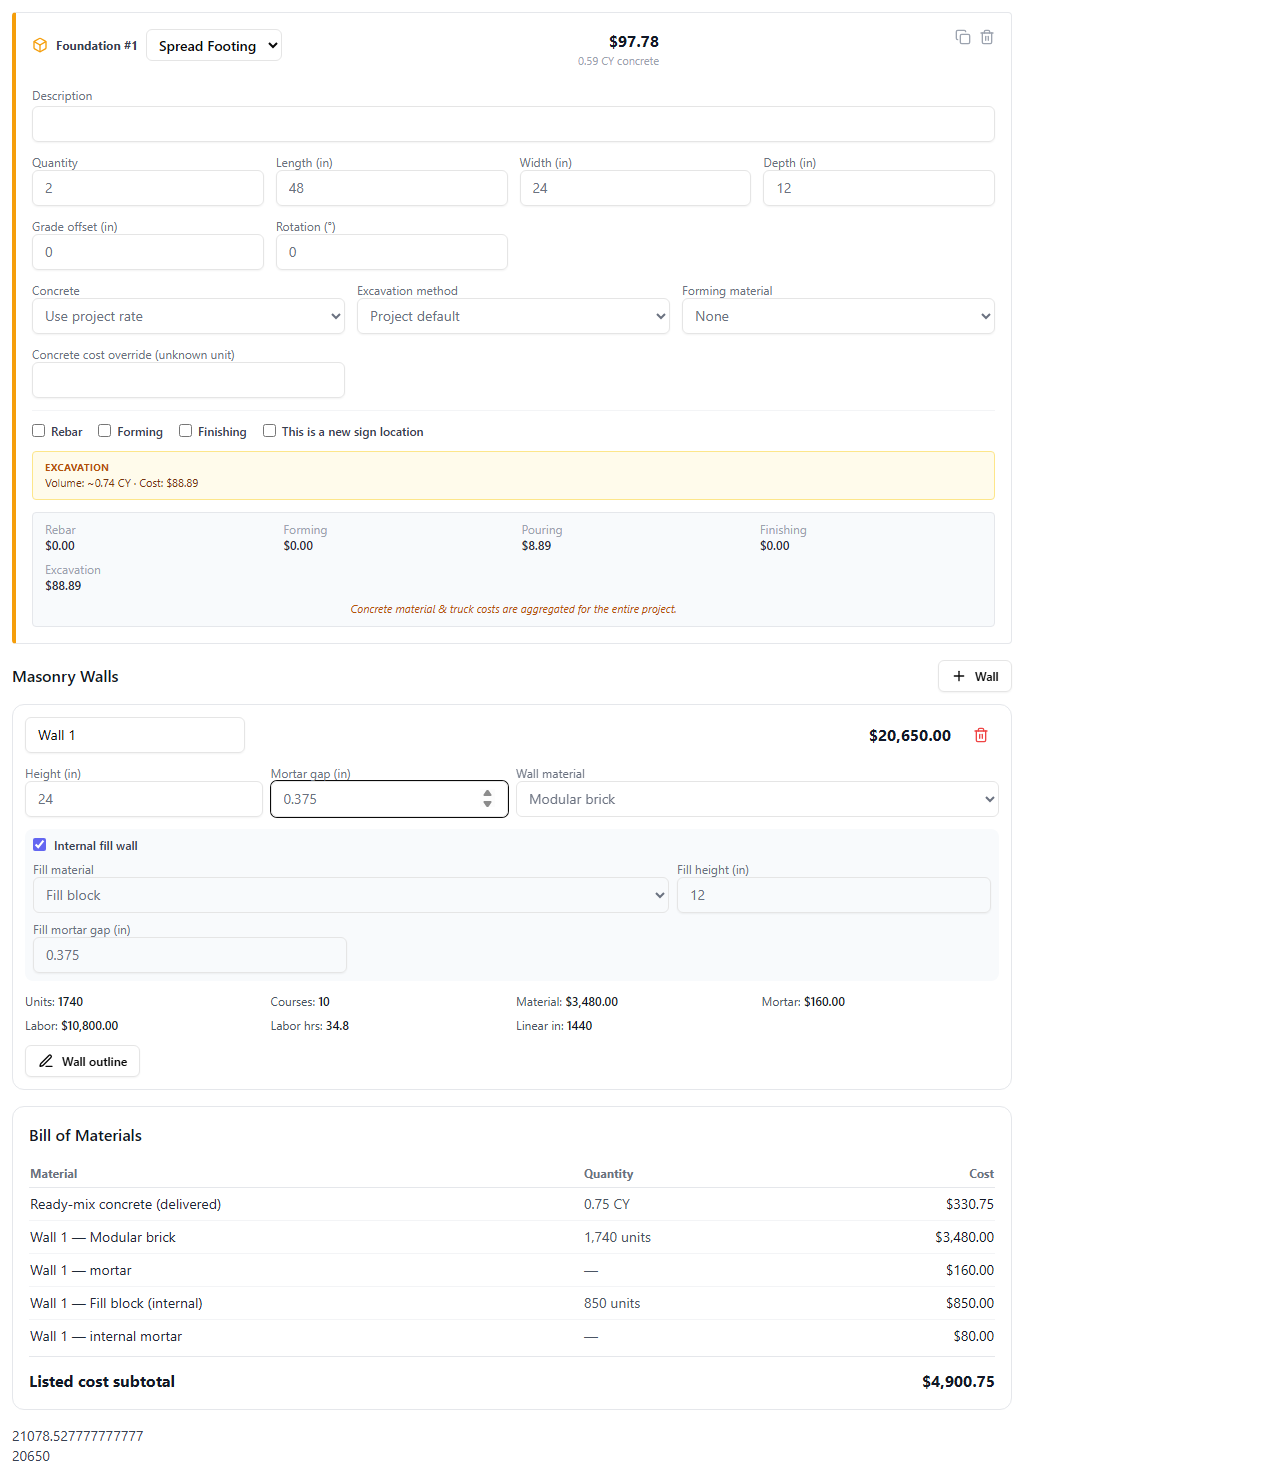 Foundation #1 Spread Footing $97.78
0.59 CY concrete
Description
Quantity Length (in) Width (in) Depth (in)
2 48 24 12
Grade offset (in) Rotation (°)
0 0
Concrete Excavation method Forming material
Use project rate Project default None
Concrete cost override (unknown unit)
Rebar Forming Finishing This is a new sign location
EXCAVATION
Volume: ~0.74 CY · Cost: $88.89
Rebar Forming Pouring Finishing
$0.00 $0.00 $8.89 $0.00
Excavation
$88.89
Concrete material & truck costs are aggregated for the entire project.
Masonry Walls + Wall
Wall 1 $20,650.00
Height (in) Mortar gap (in) Wall material
24 0.375 Modular brick
Internal fill wall
Fill material Fill height (in)
Fill block 12
Fill mortar gap (in)
0.375
Units: 1740 Courses: 10 Material: $3,480.00 Mortar: $160.00
Labor: $10,800.00 Labor hrs: 34.8 Linear in: 1440
Wall outline
Bill of Materials
Material Quantity Cost
Ready-mix concrete (delivered) 0.75 CY $330.75
Wall 1 — Modular brick 1,740 units $3,480.00
Wall 1 — mortar — $160.00
Wall 1 — Fill block (internal) 850 units $850.00
Wall 1 — internal mortar — $80.00
Listed cost subtotal $4,900.75
21078.527777777777
20650